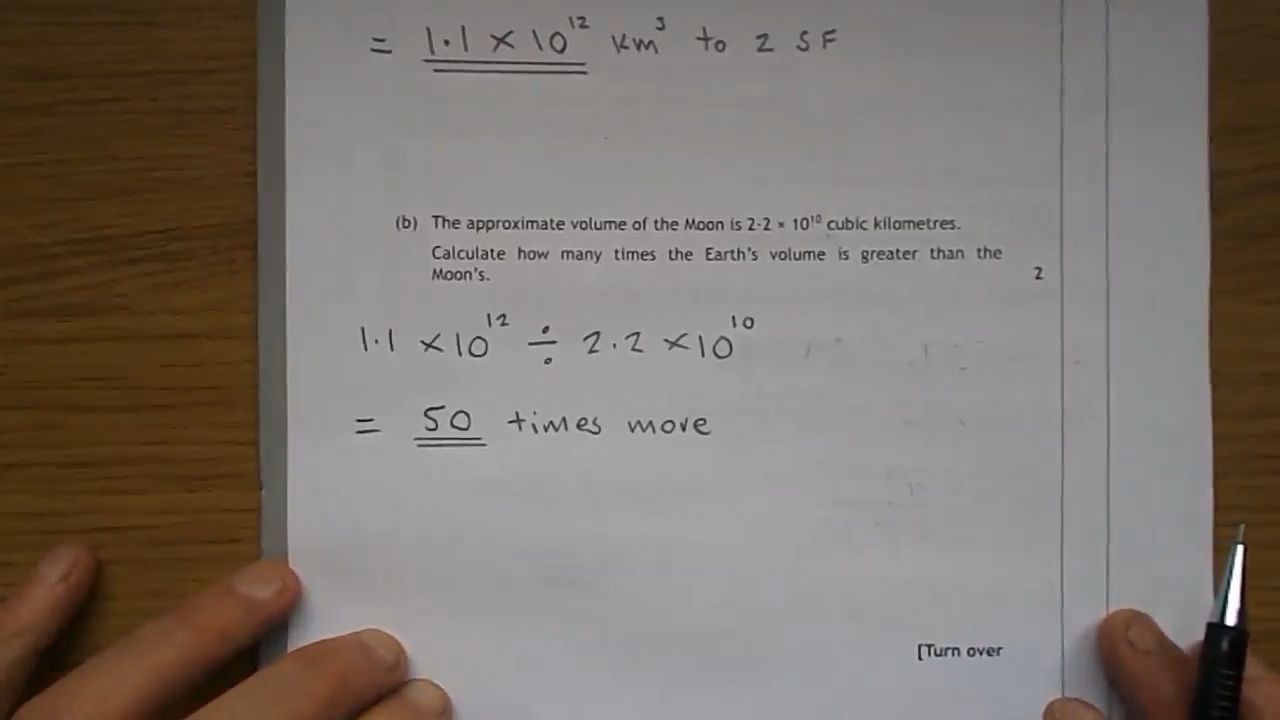 = 1.1 × 10¹² km³ to 2 SF
(b) The approximate volume of the Moon is 2·2 × 10¹⁰ cubic kilometres.
Calculate how many times the Earth's volume is greater than the
Moon's.
2
1.1 × 10¹² ÷ 2.2 × 10¹⁰
= 50 times more
[Turn over